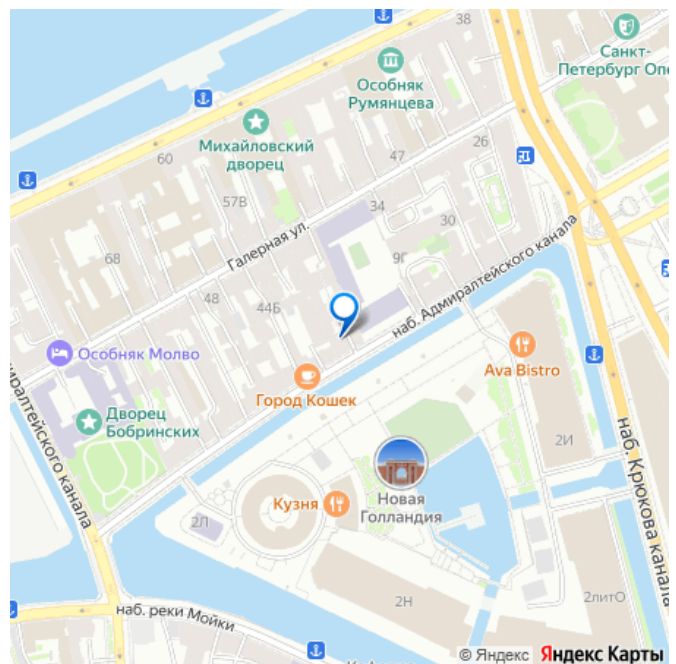 38
Санкт-
Петербург Опе
Особняк
Румянцева
Михайловский
дворец
60
47
26
57В
34
30
Галерная ул.
9Г
68
48
44Б
наб. Адмиралтейского канала
Особняк Молво
Ava Bistro
Город Кошек
Дворец
Бобринских
миралтейского канала
2И
наб. Крюкова канала
Новая
Голландия
Кузня
2Л
2Н
2литО
наб. реки Мойки
© Яндекс Яндекс Карты